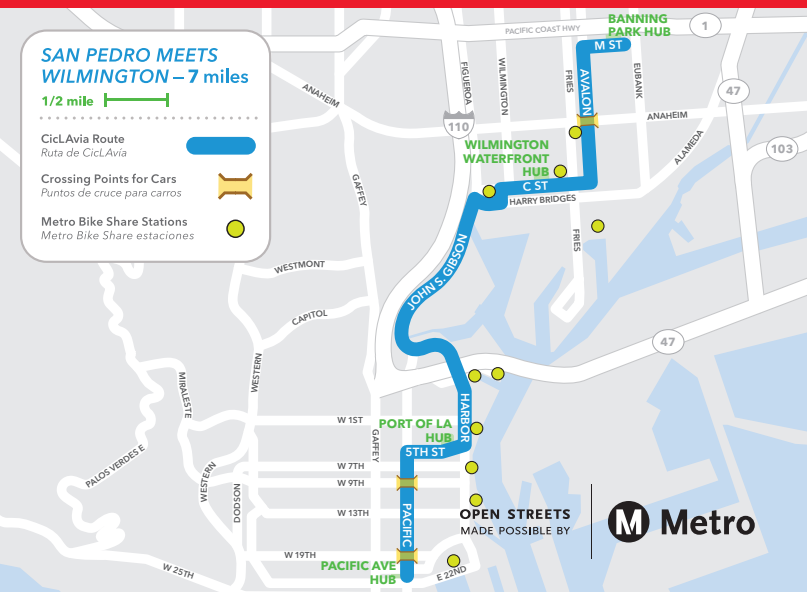 SAN PEDRO MEETS
WILMINGTON – 7 miles
1/2 mile
CicLAvia Route
Ruta de CicLAvía
Crossing Points for Cars
Puntos de cruce para carros
Metro Bike Share Stations
Metro Bike Share estaciones
BANNING
PARK HUB
PACIFIC COAST HWY
1
M ST
FIGUEROA
WILMINGTON
FRIES
AVALON
EUBANK
47
ANAHEIM
ANAHEIM
110
ALAMEDA
103
WILMINGTON
WATERFRONT
HUB
C ST
HARRY BRIDGES
GAFFEY
FRIES
JOHN S. GIBSON
WESTMONT
CAPITOL
47
WESTERN
MIRALESTE
HARBOR
W 1ST
PORT OF LA
HUB
GAFFEY
5TH ST
PALOS VERDES E
WESTERN
DODSON
W 7TH
W 9TH
W 13TH
PACIFIC
OPEN STREETS
MADE POSSIBLE BY
M Metro
W 19TH
PACIFIC AVE
HUB
W 25TH
E 22ND